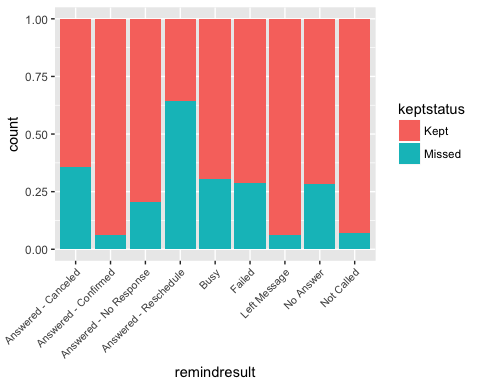 1.00
0.75
0.50
0.25
0.00
count
Answered - Canceled
Answered - Confirmed
Answered - No Response
Answered - Reschedule
Busy
Failed
Left Message
No Answer
Not Called
remindresult
keptstatus
Kept
Missed